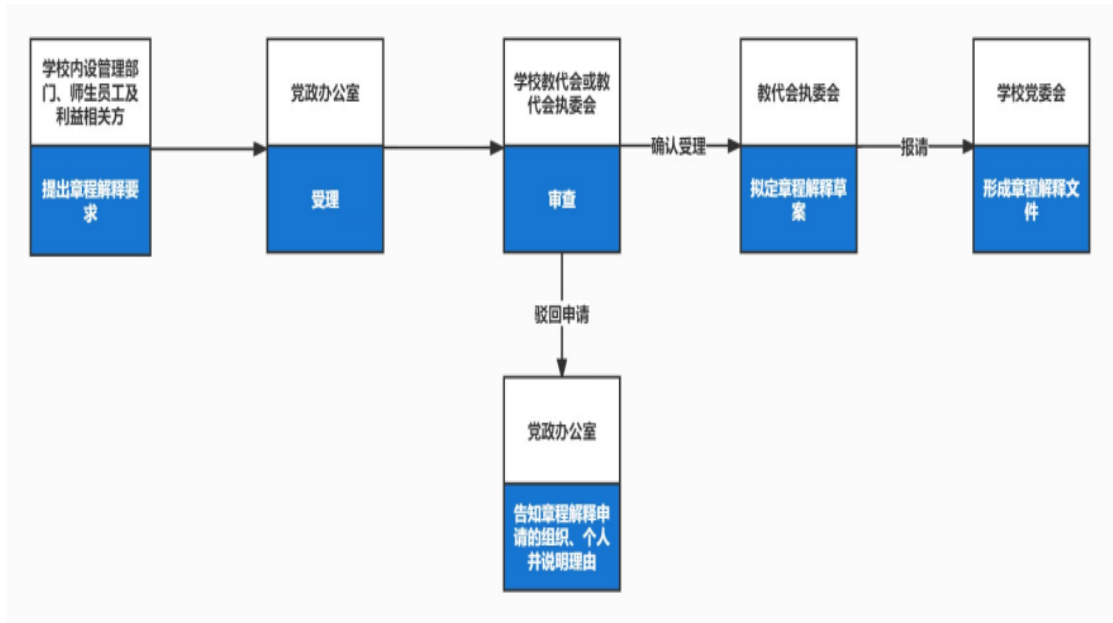 学校内设管理部
门、师生员工及
利益相关方
提出章程解释要
求
党政办公室
受理
学校教代会或教
代会执委会
审查
确认受理
教代会执委会
拟定章程解释草
案
报请
学校党委会
形成章程解释文
件
驳回申请
党政办公室
告知章程解释申
请的组织、个人
并说明理由